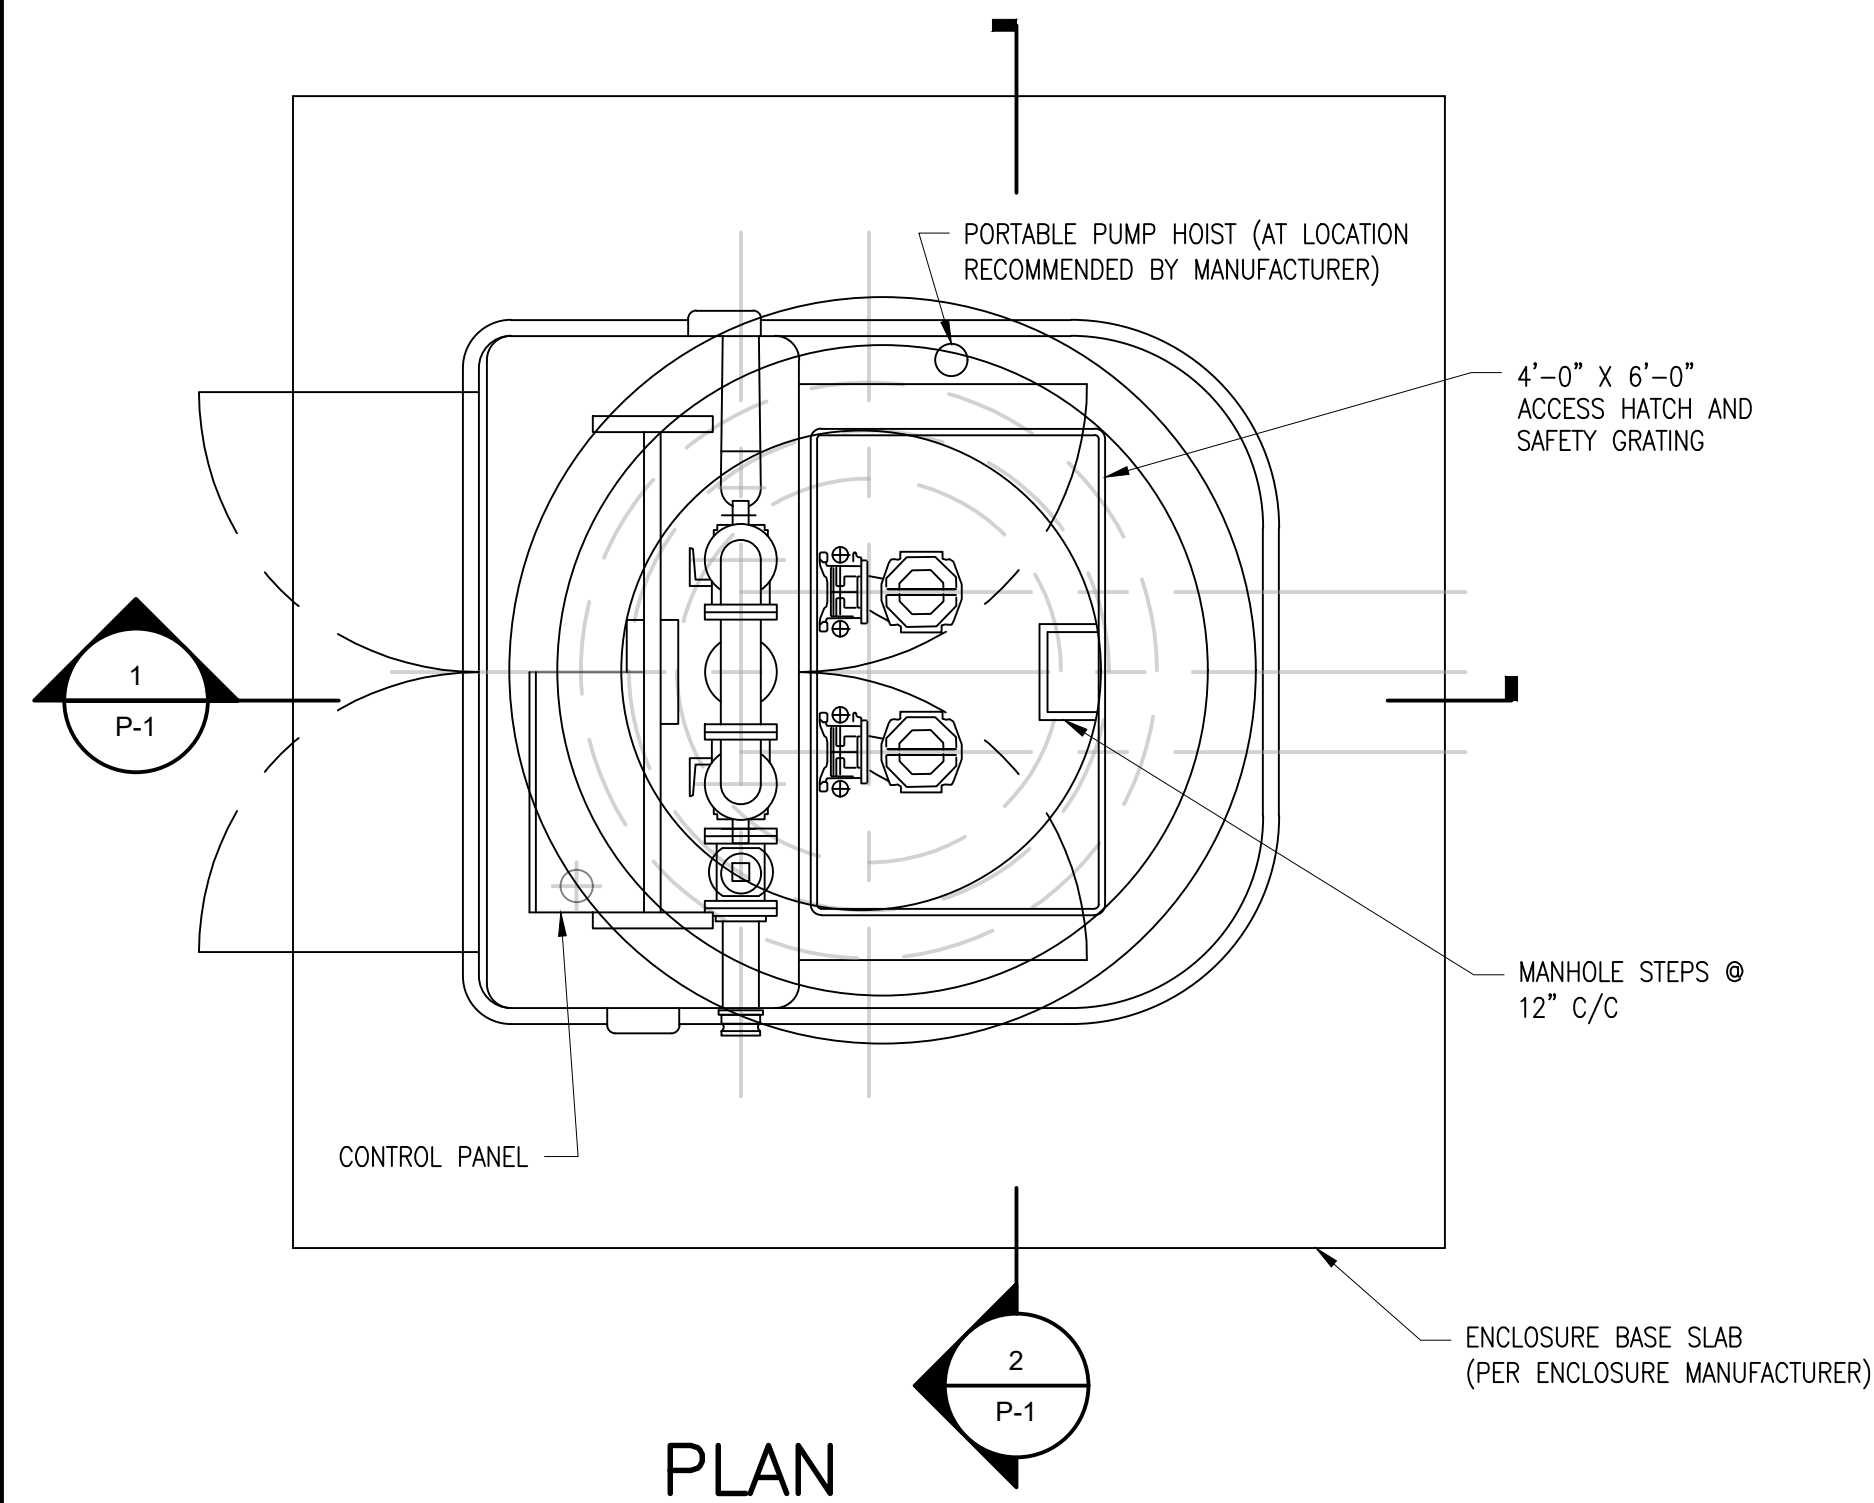 PORTABLE PUMP HOIST (AT LOCATION
RECOMMENDED BY MANUFACTURER)
4'-0" X 6'-0"
ACCESS HATCH AND
SAFETY GRATING
1
P-1
MANHOLE STEPS @
12" C/C
CONTROL PANEL
ENCLOSURE BASE SLAB
(PER ENCLOSURE MANUFACTURER)
2
P-1
PLAN